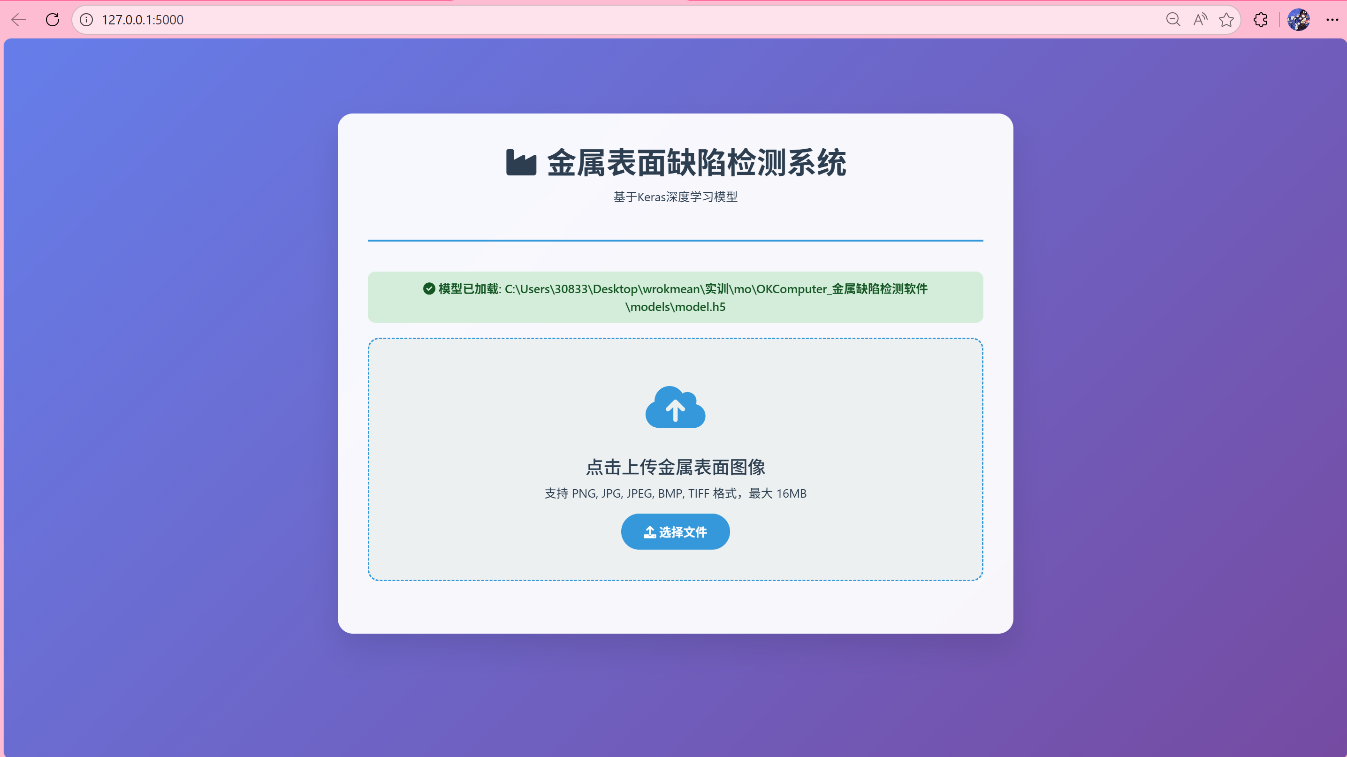 127.0.0.1:5000
金属表面缺陷检测系统
基于Keras深度学习模型
模型已加载: C:\Users\30833\Desktop\wrokmean\实训\mo\OKComputer_金属缺陷检测软件
\models\model.h5
点击上传金属表面图像
支持 PNG, JPG, JPEG, BMP, TIFF 格式，最大 16MB
选择文件